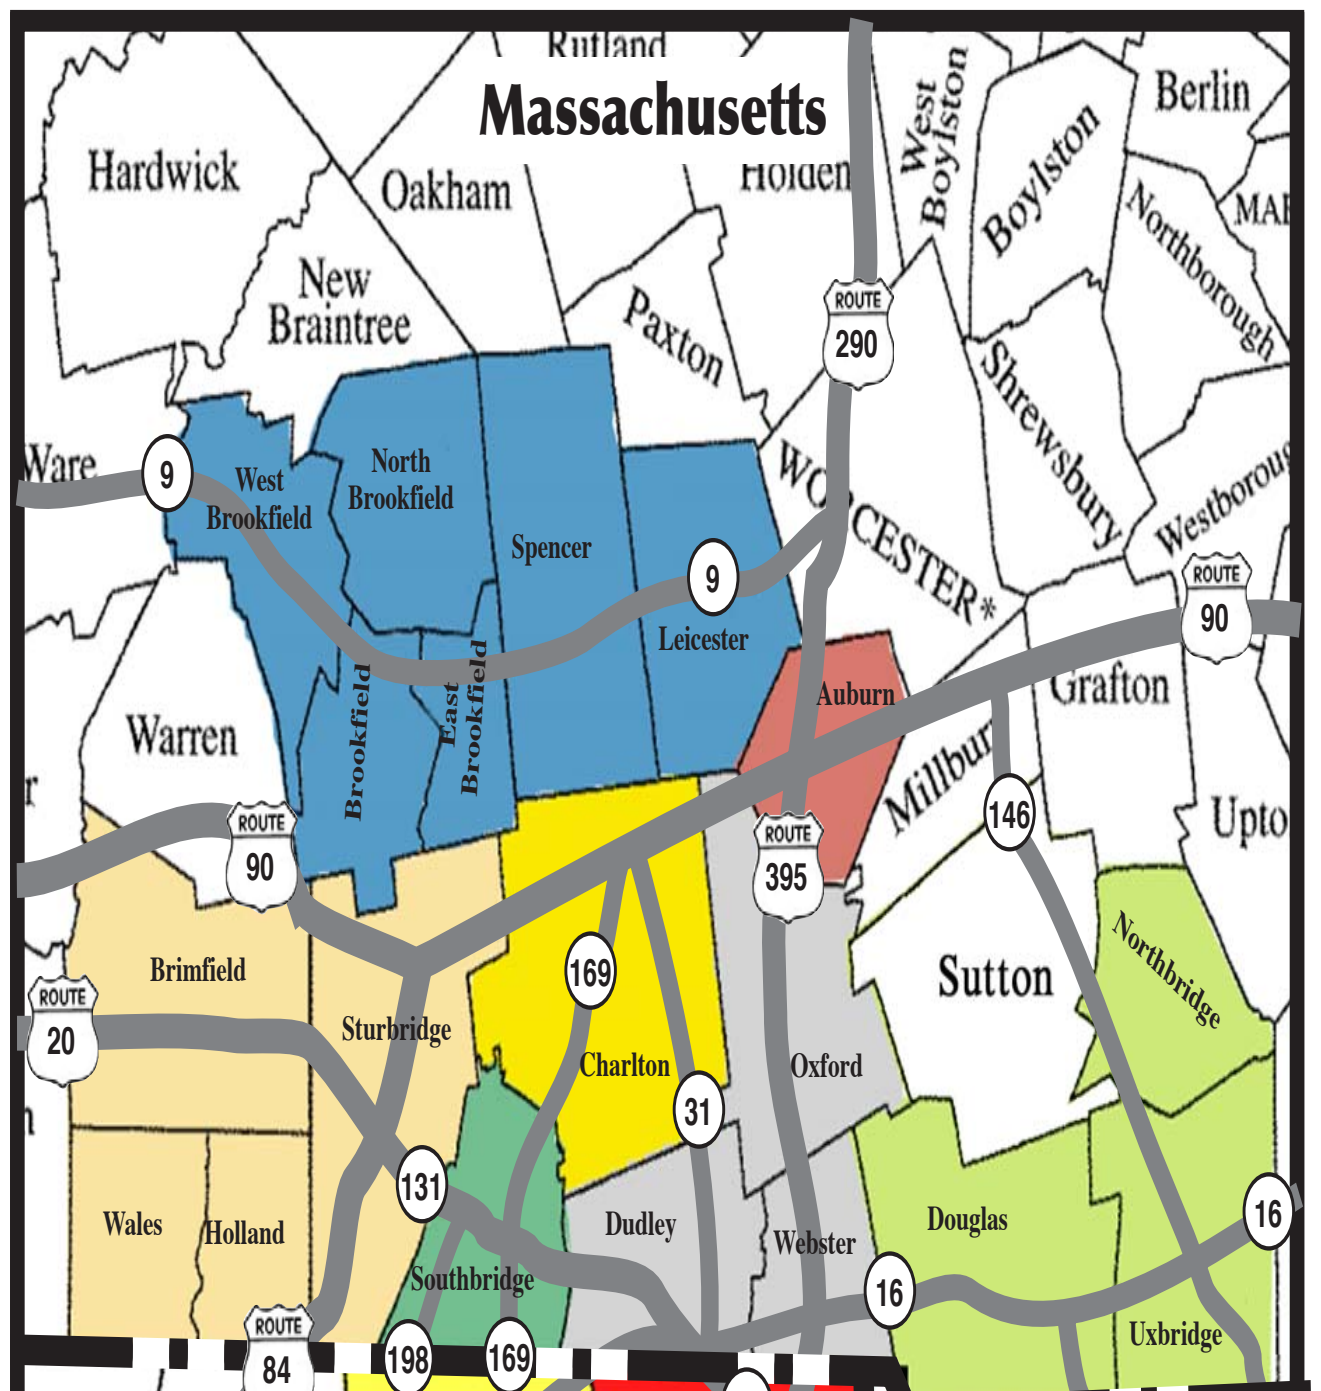 Rutland
Massachusetts
West
Boylston
Berlin
Boylston
Hardwick
Oakham
Holden
Northborough
New
Braintree
Paxton
ROUTE
290
Shrewsbury
Ware
9
West
Brookfield
North
Brookfield
Spencer
WORCESTER*
9
Leicester
ROUTE
90
Auburn
Grafton
Warren
Brookfield
East
Brookfield
ROUTE
90
ROUTE
395
146
Brimfield
169
Sutton
Northbridge
ROUTE
20
Sturbridge
Charlton
Oxford
31
131
Wales
Holland
Dudley
Webster
Douglas
16
Southbridge
16
Uxbridge
ROUTE
84
198
169